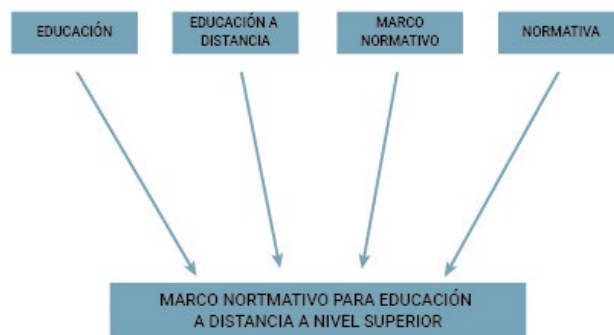 EDUCACIÓN
EDUCACIÓN A
DISTANCIA
MARCO
NORMATIVO
NORMATIVA
MARCO NORTMATIVO PARA EDUCACIÓN
A DISTANCIA A NIVEL SUPERIOR